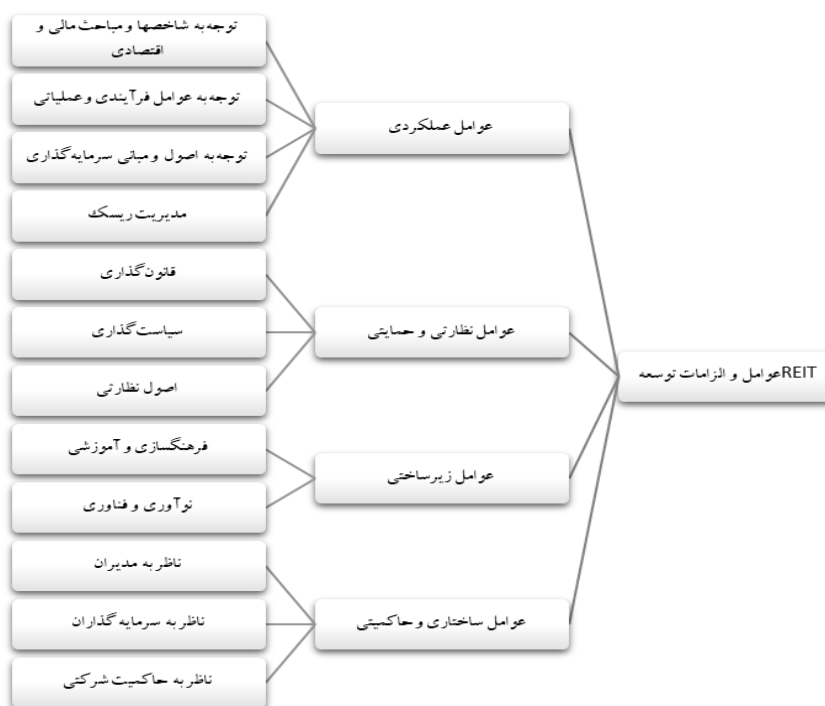 عوامل و الزامات توسعه REIT
عوامل عملکردی
توجه‌به شاخصها و مباحث مالی و
اقتصادی
توجه‌به عوامل فرآیندی و عملیاتی
توجه‌به اصول و مبانی سرمایه‌گذاری
مدیریت ریسک
عوامل نظارتی و حمایتی
قانون‌گذاری
سیاست‌گذاری
اصول نظارتی
عوامل زیرساختی
فرهنگسازی و آموزشی
نوآوری و فناوری
عوامل ساختاری و حاکمیتی
ناظر به مدیران
ناظر به سرمایه گذاران
ناظر به حاکمیت شرکتی